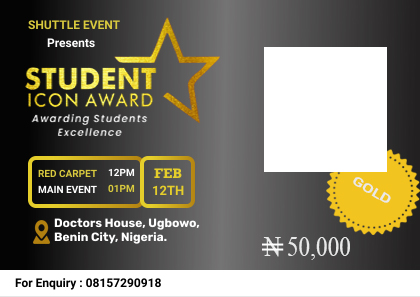 SHUTTLE EVENT
Presents
STUDENT
ICON AWARD
Awarding Students
Excellence
RED CARPET 12PM
MAIN EVENT 01PM
FEB
12TH
Doctors House, Ugbowo,
Benin City, Nigeria.
GOLD
₦ 50,000
For Enquiry : 08157290918